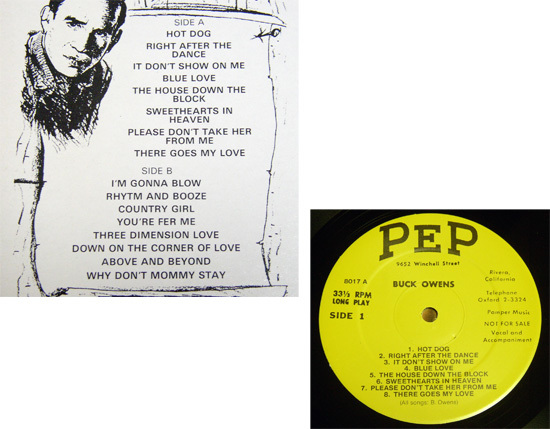 SIDE A
HOT DOG
RIGHT AFTER THE
DANCE
IT DON'T SHOW ON ME
BLUE LOVE
THE HOUSE DOWN THE
BLOCK
SWEETHEARTS IN
HEAVEN
PLEASE DON'T TAKE HER
FROM ME
THERE GOES MY LOVE
SIDE B
I'M GONNA BLOW
RHYTM AND BOOZE
COUNTRY GIRL
YOU'RE FER ME
THREE DIMENSION LOVE
DOWN ON THE CORNER OF LOVE
ABOVE AND BEYOND
WHY DON'T MOMMY STAY
PEP
9652 Winchell Street
8017 A
33⅓ RPM
LONG PLAY
SIDE 1
BUCK OWENS
Rivera,
California
Telephone
Oxford 2-3324
Pamper Music
NOT FOR SALE
Vocal and
Accompaniment
1. HOT DOG
2. RIGHT AFTER THE DANCE
3. IT DON'T SHOW ON ME
4. BLUE LOVE
5. THE HOUSE DOWN THE BLOCK
6. SWEETHEARTS IN HEAVEN
7. PLEASE DON'T TAKE HER FROM ME
8. THERE GOES MY LOVE
(All songs: B. Owens)